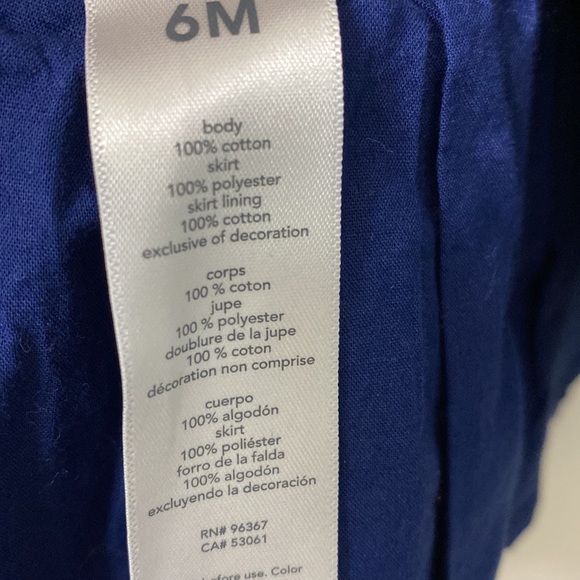 6M
body
100% cotton
skirt
100% polyester
skirt lining
100% cotton
exclusive of decoration
corps
100 % coton
jupe
100 % polyester
doublure de la jupe
100 % coton
décoration non comprise
cuerpo
100% algodón
skirt
100% poliéster
forro de la falda
100% algodón
excluyendo la decoración
RN# 96367
CA# 53061
before use. Color